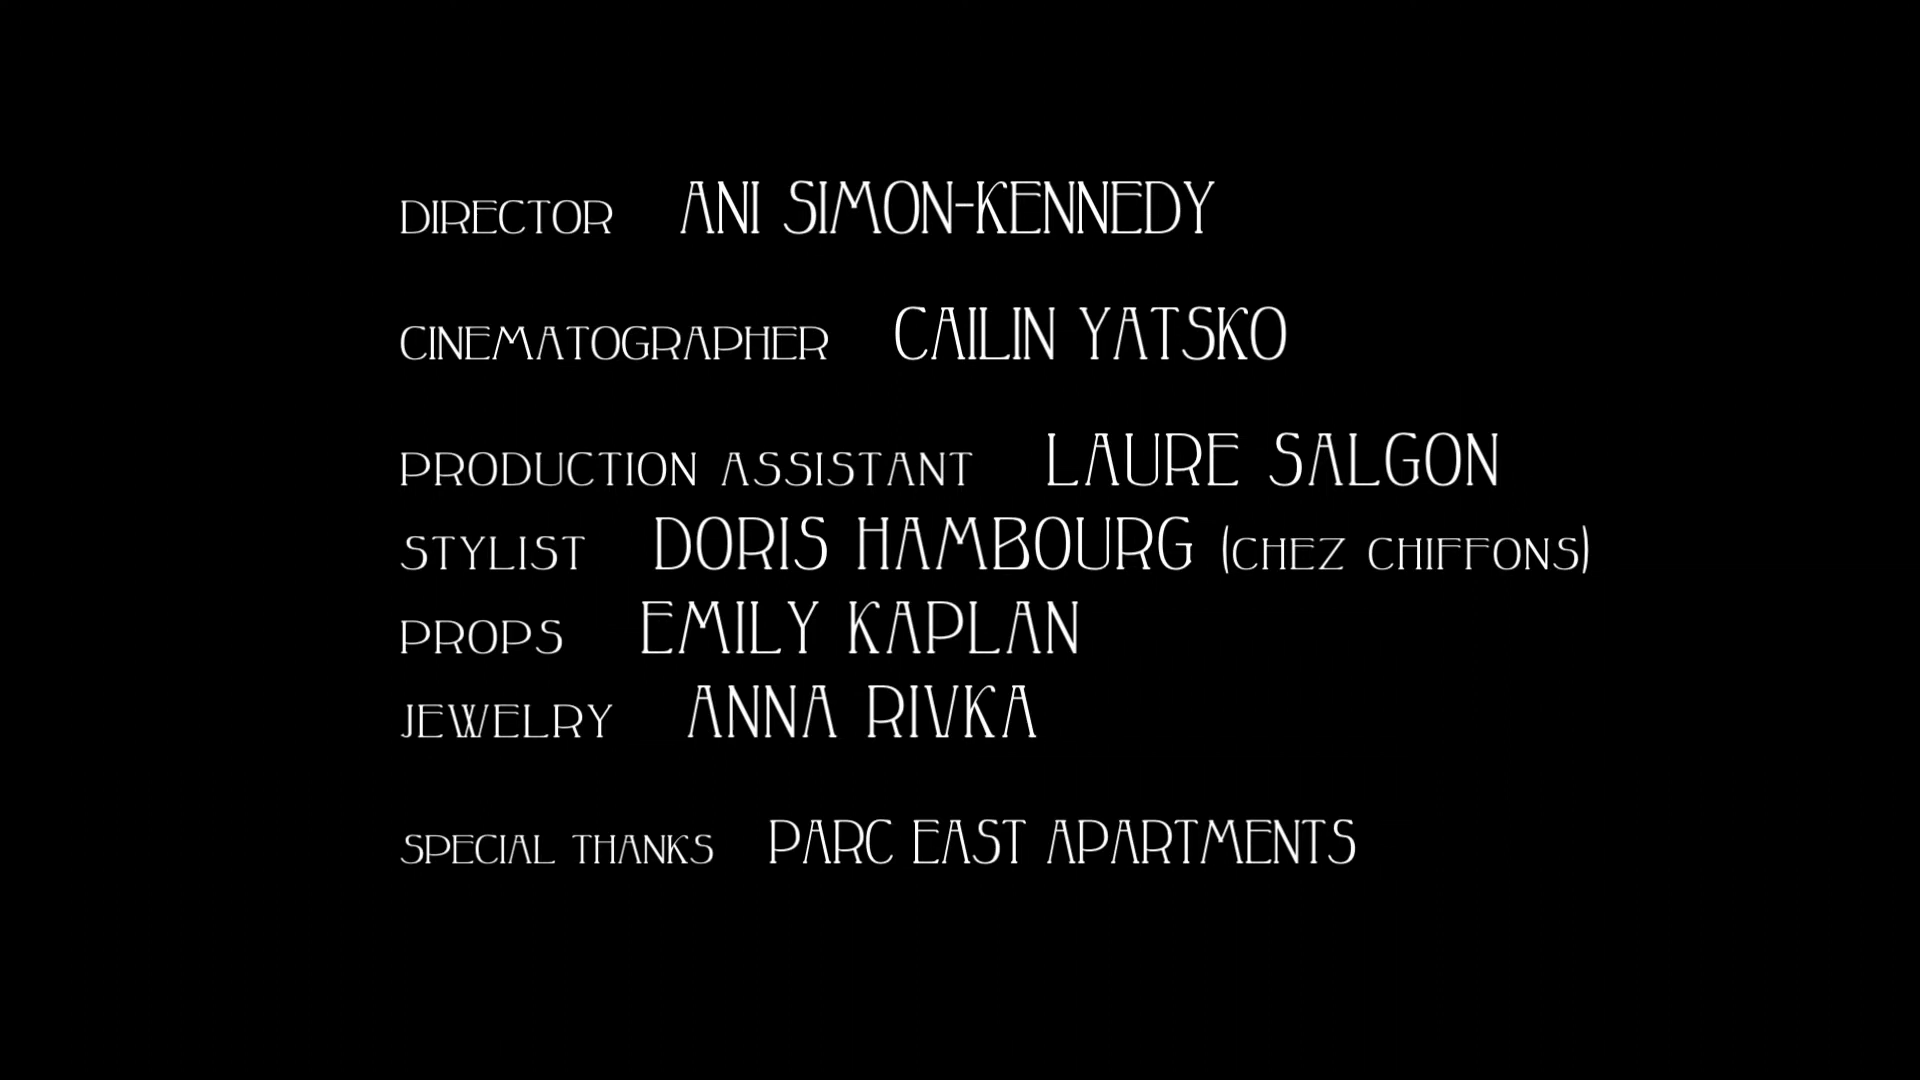 DIRECTOR ANI SIMON-KENNEDY
CINEMATOGRAPHER CAILIN YATSKO
PRODUCTION ASSISTANT LAURE SALGON
STYLIST DORIS HAMBOURG (CHEZ CHIFFONS)
PROPS EMILY KAPLAN
JEWELRY ANNA RIVKA
SPECIAL THANKS PARC EAST APARTMENTS